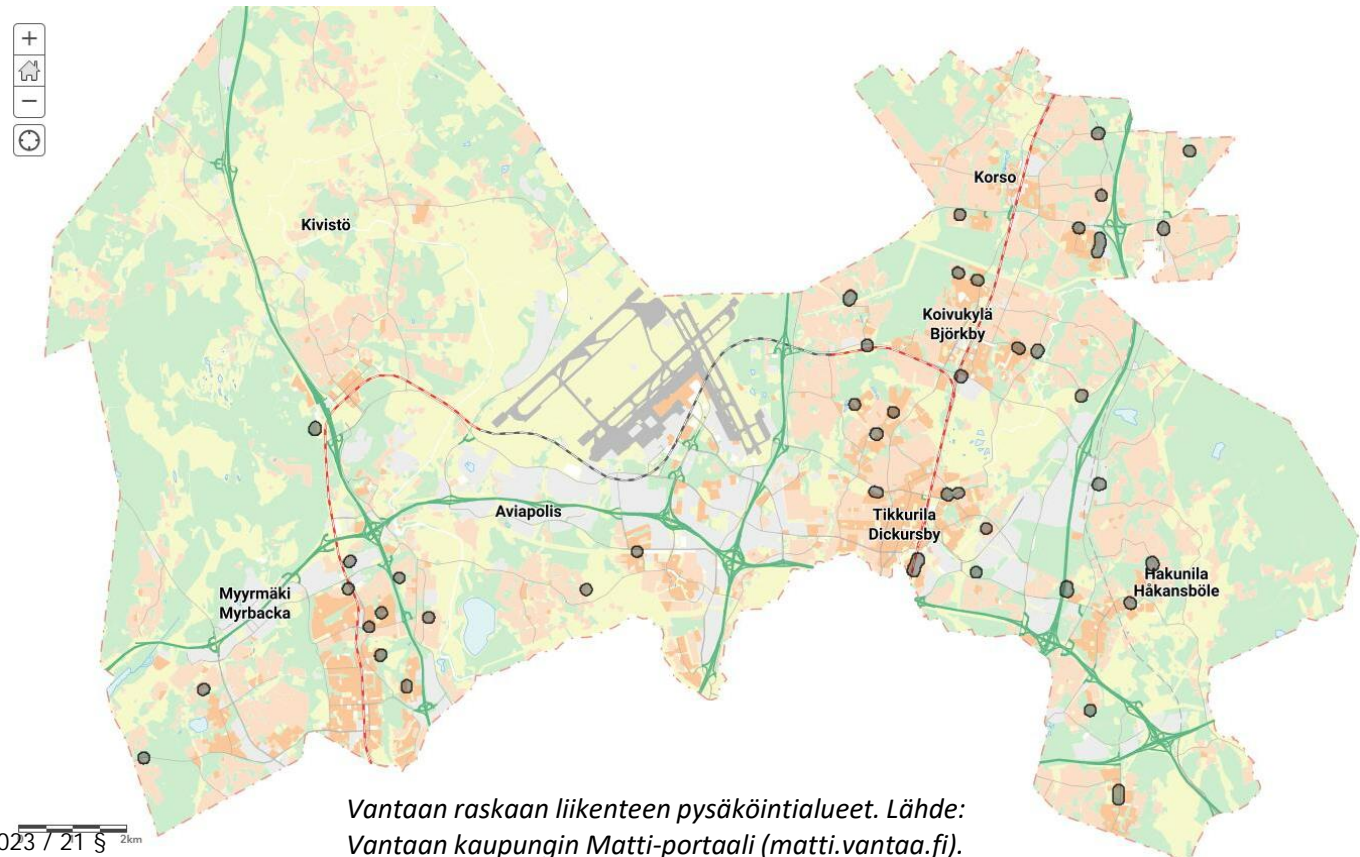 +
−
Korso
Kivistö
Koivukylä
Björkby
Aviapolis
Tikkurila
Dickursby
Hakunila
Håkansböle
Myyrmäki
Myrbacka
2km
023 / 21 §
Vantaan raskaan liikenteen pysäköintialueet. Lähde:
Vantaan kaupungin Matti-portaali (matti.vantaa.fi).